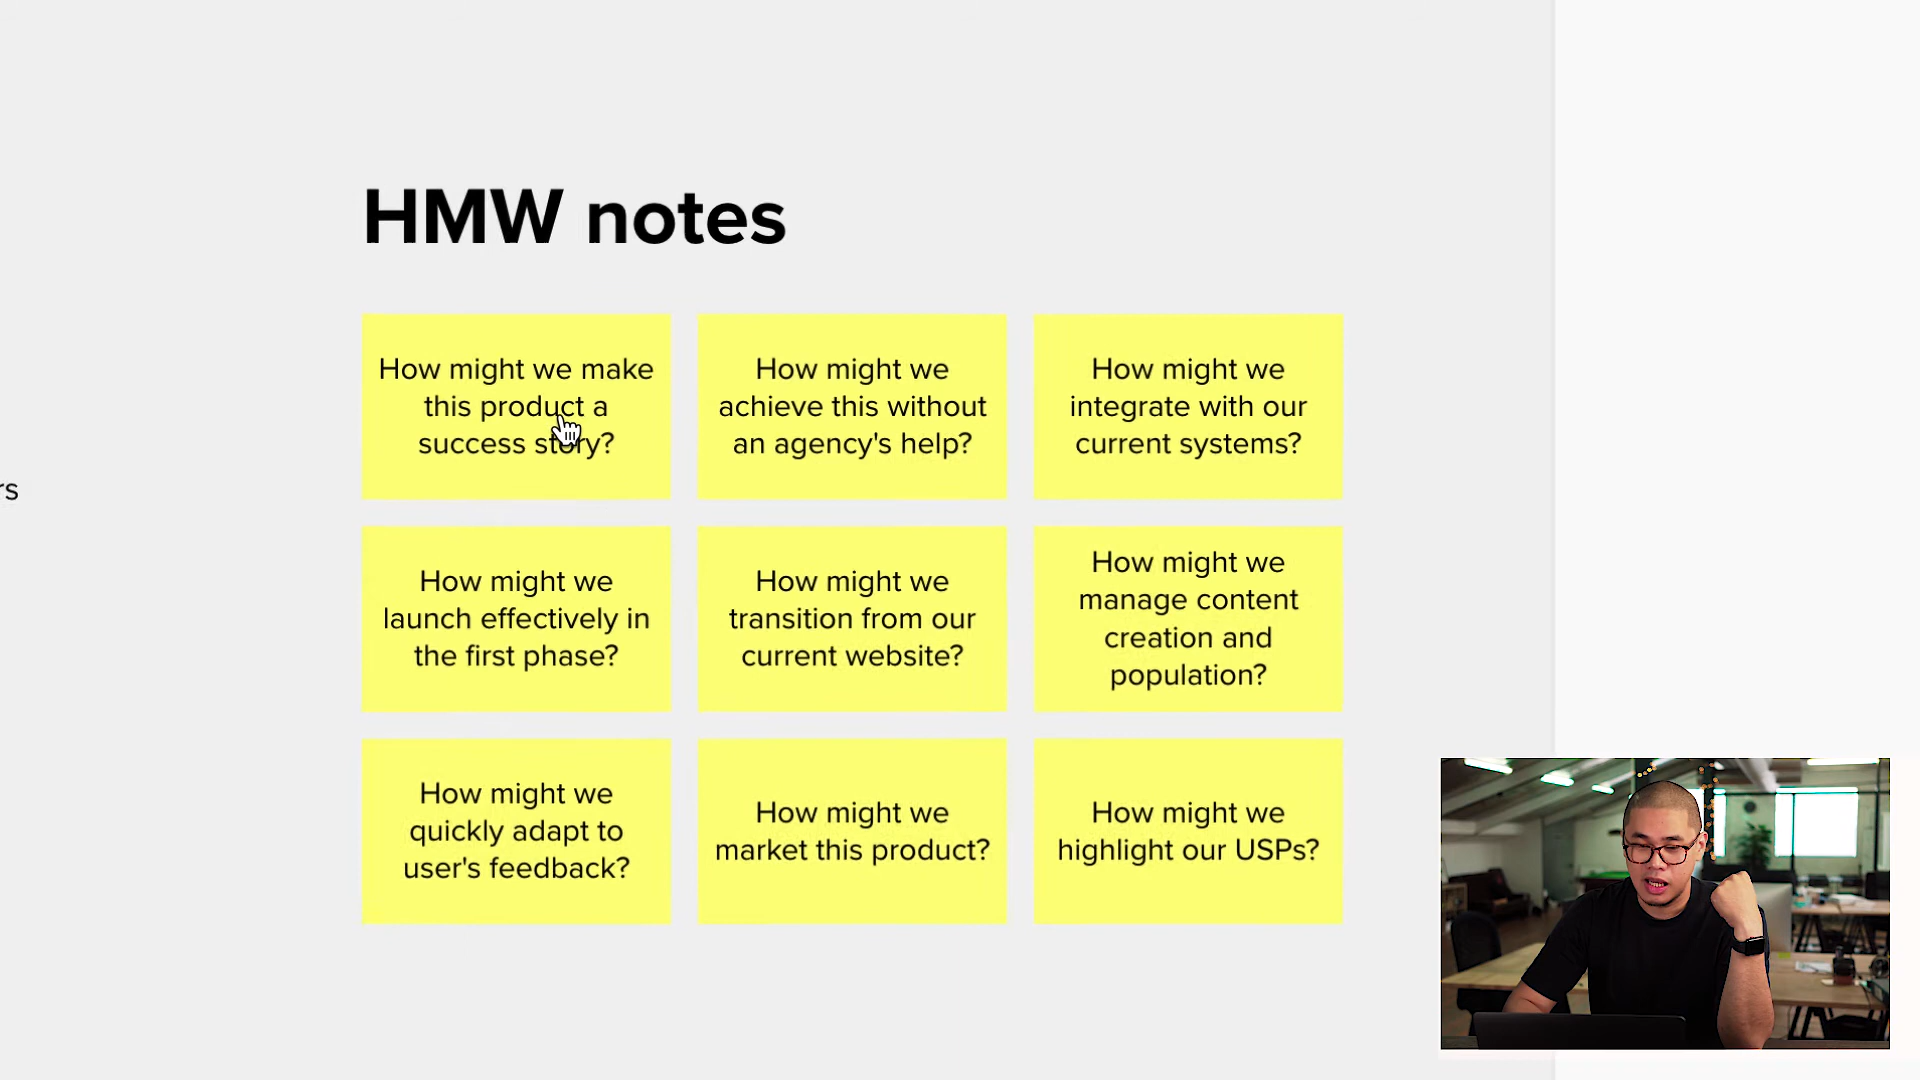 HMW notes
How might we make
this product a
success story?
How might we
achieve this without
an agency's help?
How might we
integrate with our
current systems?
How might we
launch effectively in
the first phase?
How might we
transition from our
current website?
How might we
manage content
creation and
population?
How might we
quickly adapt to
user's feedback?
How might we
market this product?
How might we
highlight our USPs?
rs